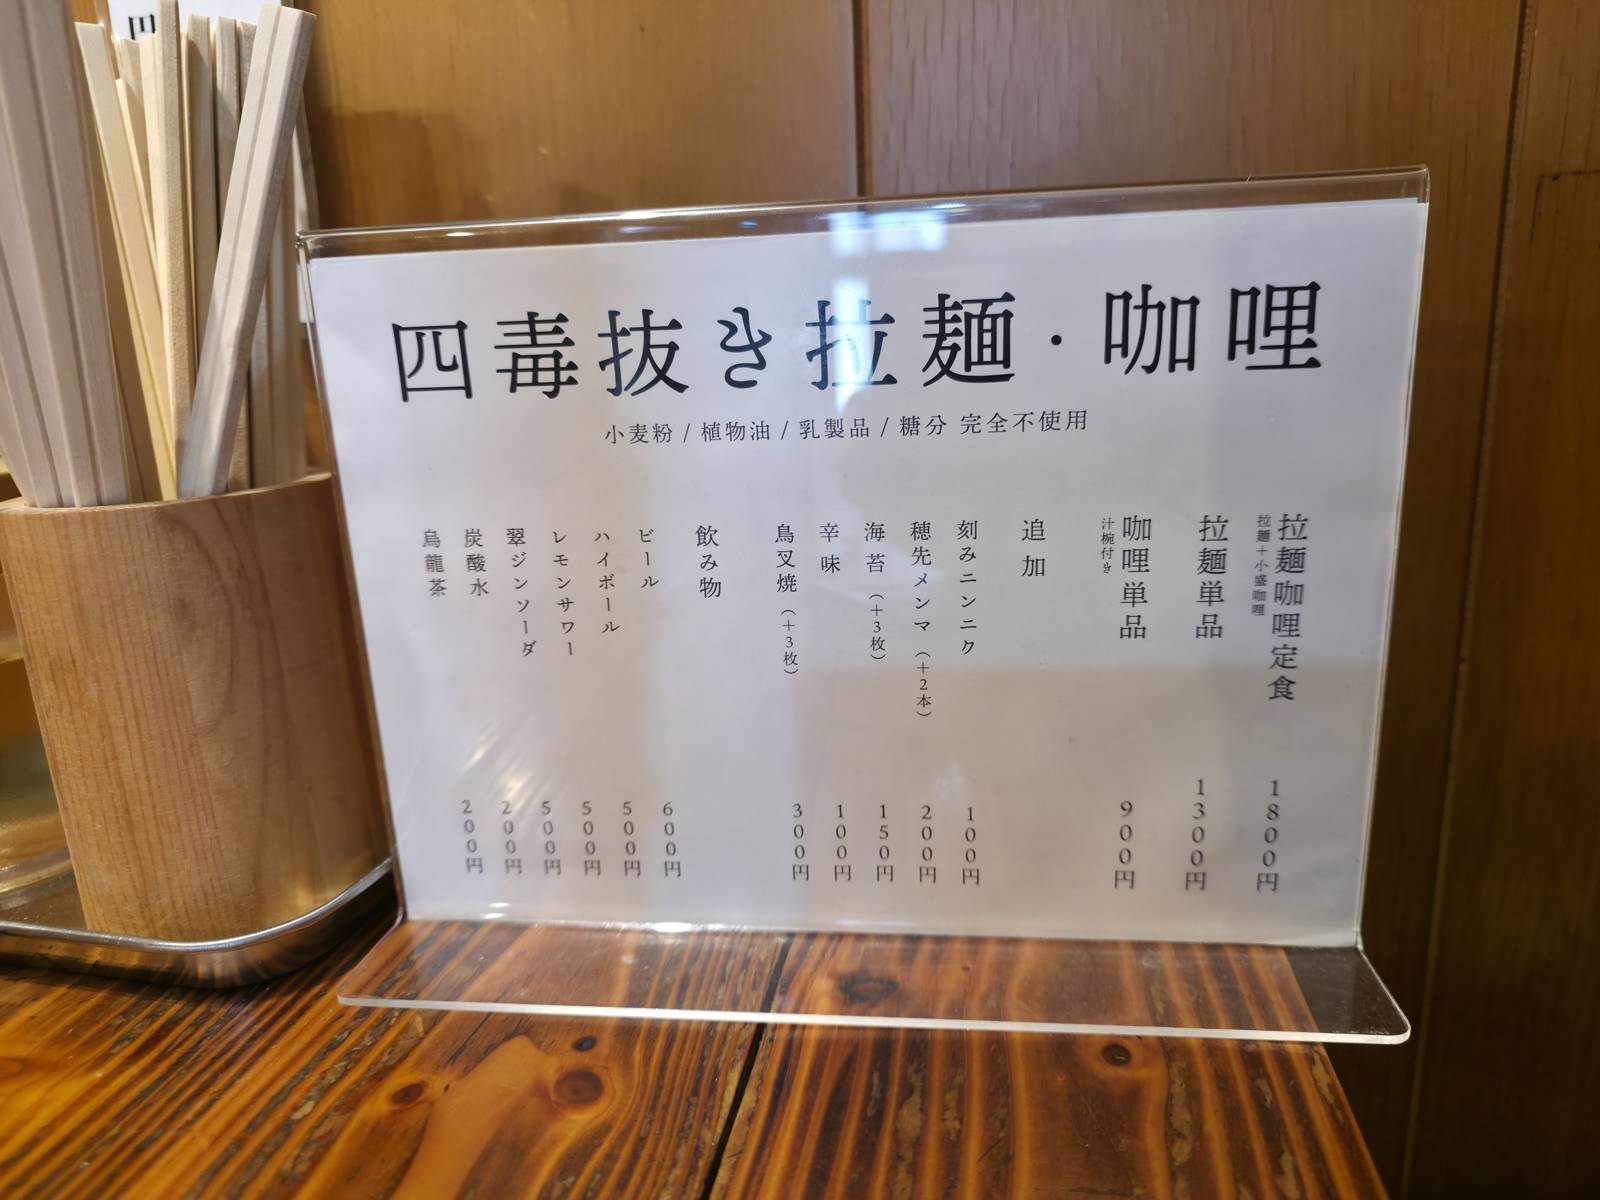 四毒抜き拉麺・咖哩
小麦粉 / 植物油 / 乳製品 / 糖分 完全不使用
拉麺咖哩定食 1800円
拉麺+小盛咖哩
拉麺単品 1300円
咖哩単品 900円
汁椀付き
追加
刻みニンニク 100円
穂先メンマ(+2本) 200円
海苔(+3枚) 150円
辛味 100円
鳥叉焼(+3枚) 300円
飲み物
ビール 600円
ハイボール 500円
レモンサワー 500円
翠ジンソーダ 500円
炭酸水 200円
烏龍茶 200円